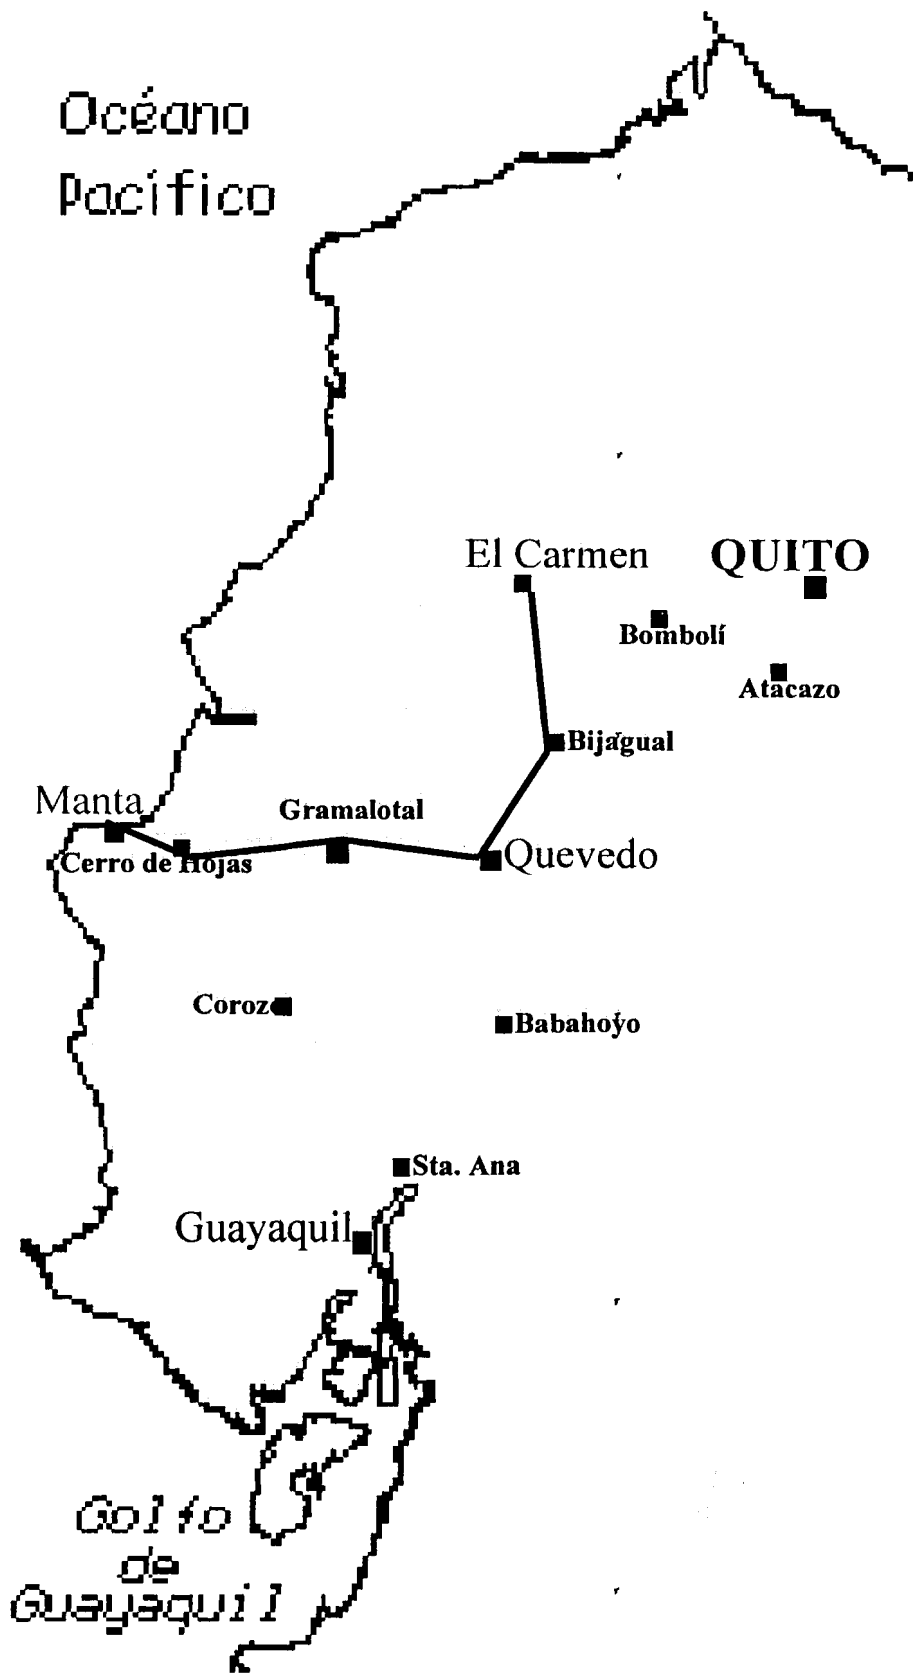 Océano
Pacífico
El Carmen
QUITO
Bombolí
Atacazo
Bijagual
Manta
Gramalotal
Cerro de Hojas
Quevedo
Corozo
Babahoyo
Sta. Ana
Guayaquil
Golfo
de
Guayaquil